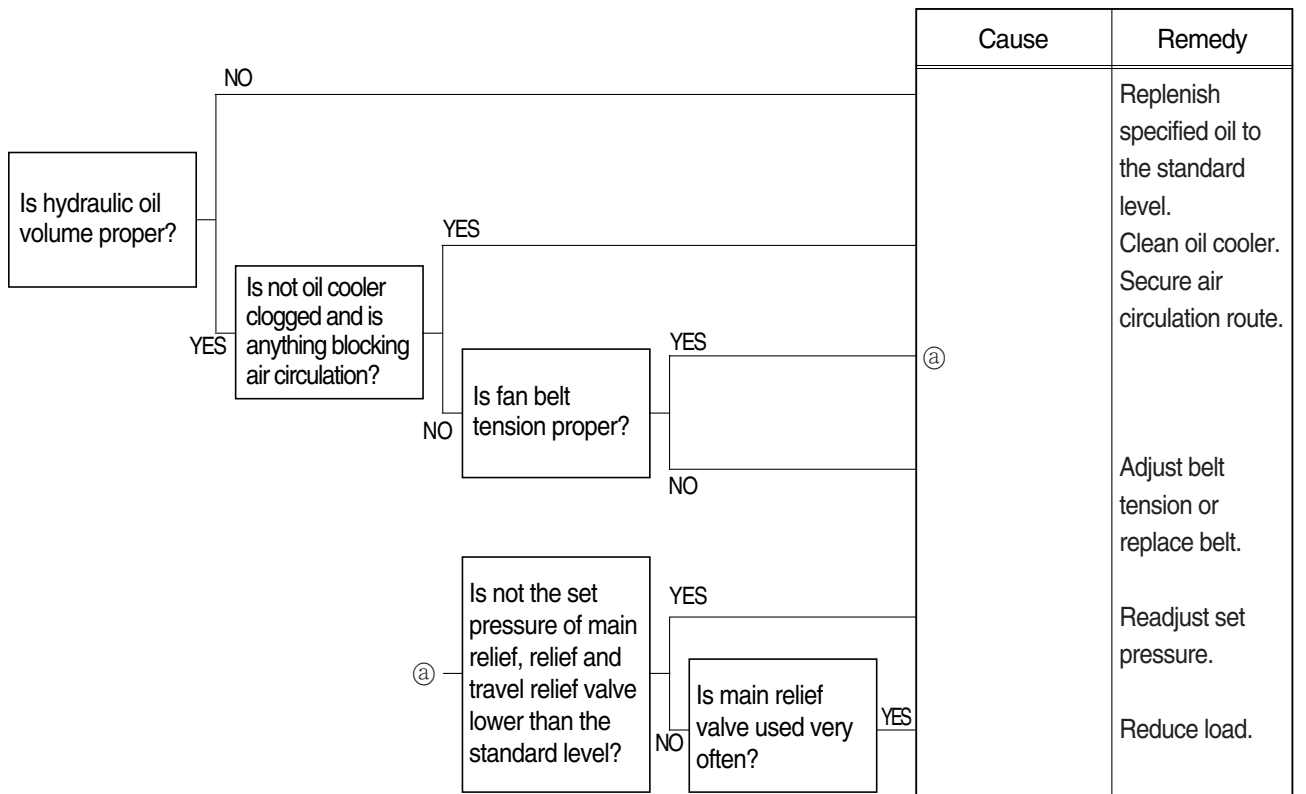 Cause
Remedy
NO
Replenish
specified oil to
the standard
level.
Is hydraulic oil
volume proper?
YES
Clean oil cooler.
Secure air
circulation route.
YES
Is not oil cooler
clogged and is
anything blocking
air circulation?
YES
ⓐ
NO
Is fan belt
tension proper?
NO
Adjust belt
tension or
replace belt.
ⓐ
Is not the set
pressure of main
relief, relief and
travel relief valve
lower than the
standard level?
YES
Readjust set
pressure.
NO
Is main relief
valve used very
often?
YES
Reduce load.